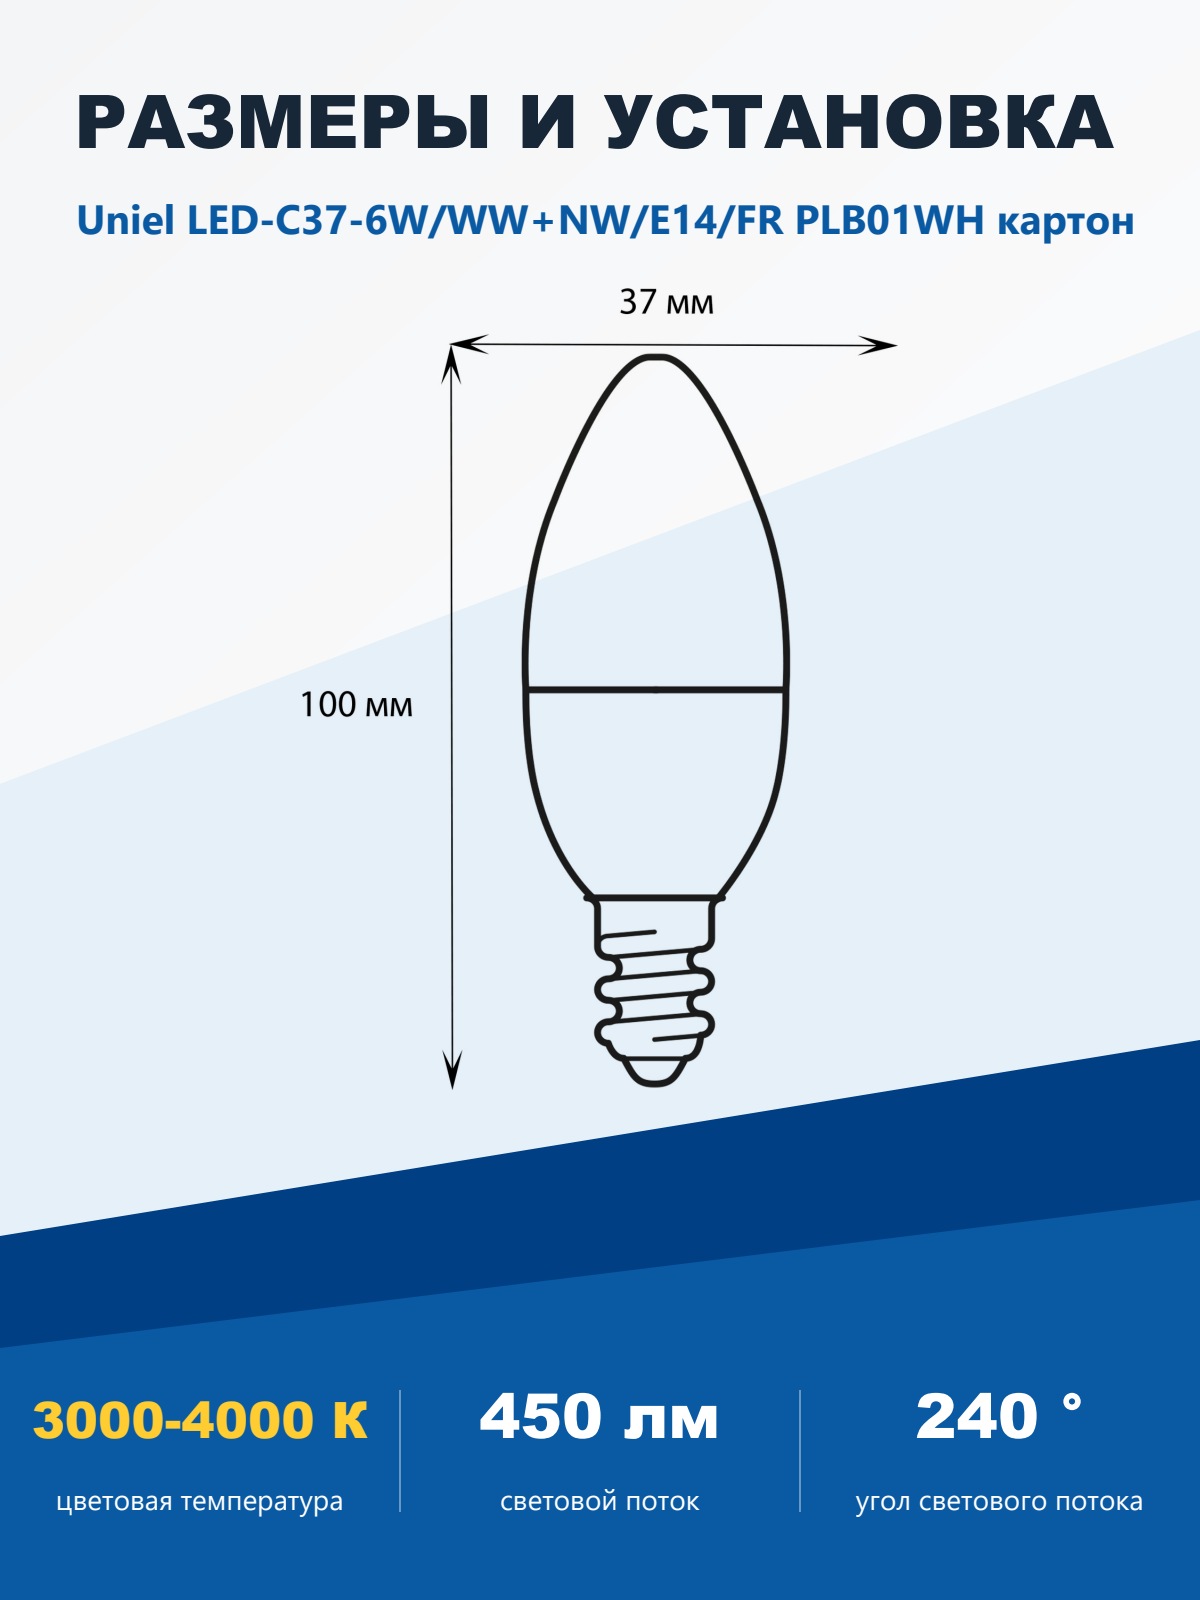 РАЗМЕРЫ И УСТАНОВКА
Uniel LED-C37-6W/WW+NW/E14/FR PLB01WH картон
37 мм
100 мм
3000-4000 К
цветовая температура
450 лм
световой поток
240 °
угол светового потока